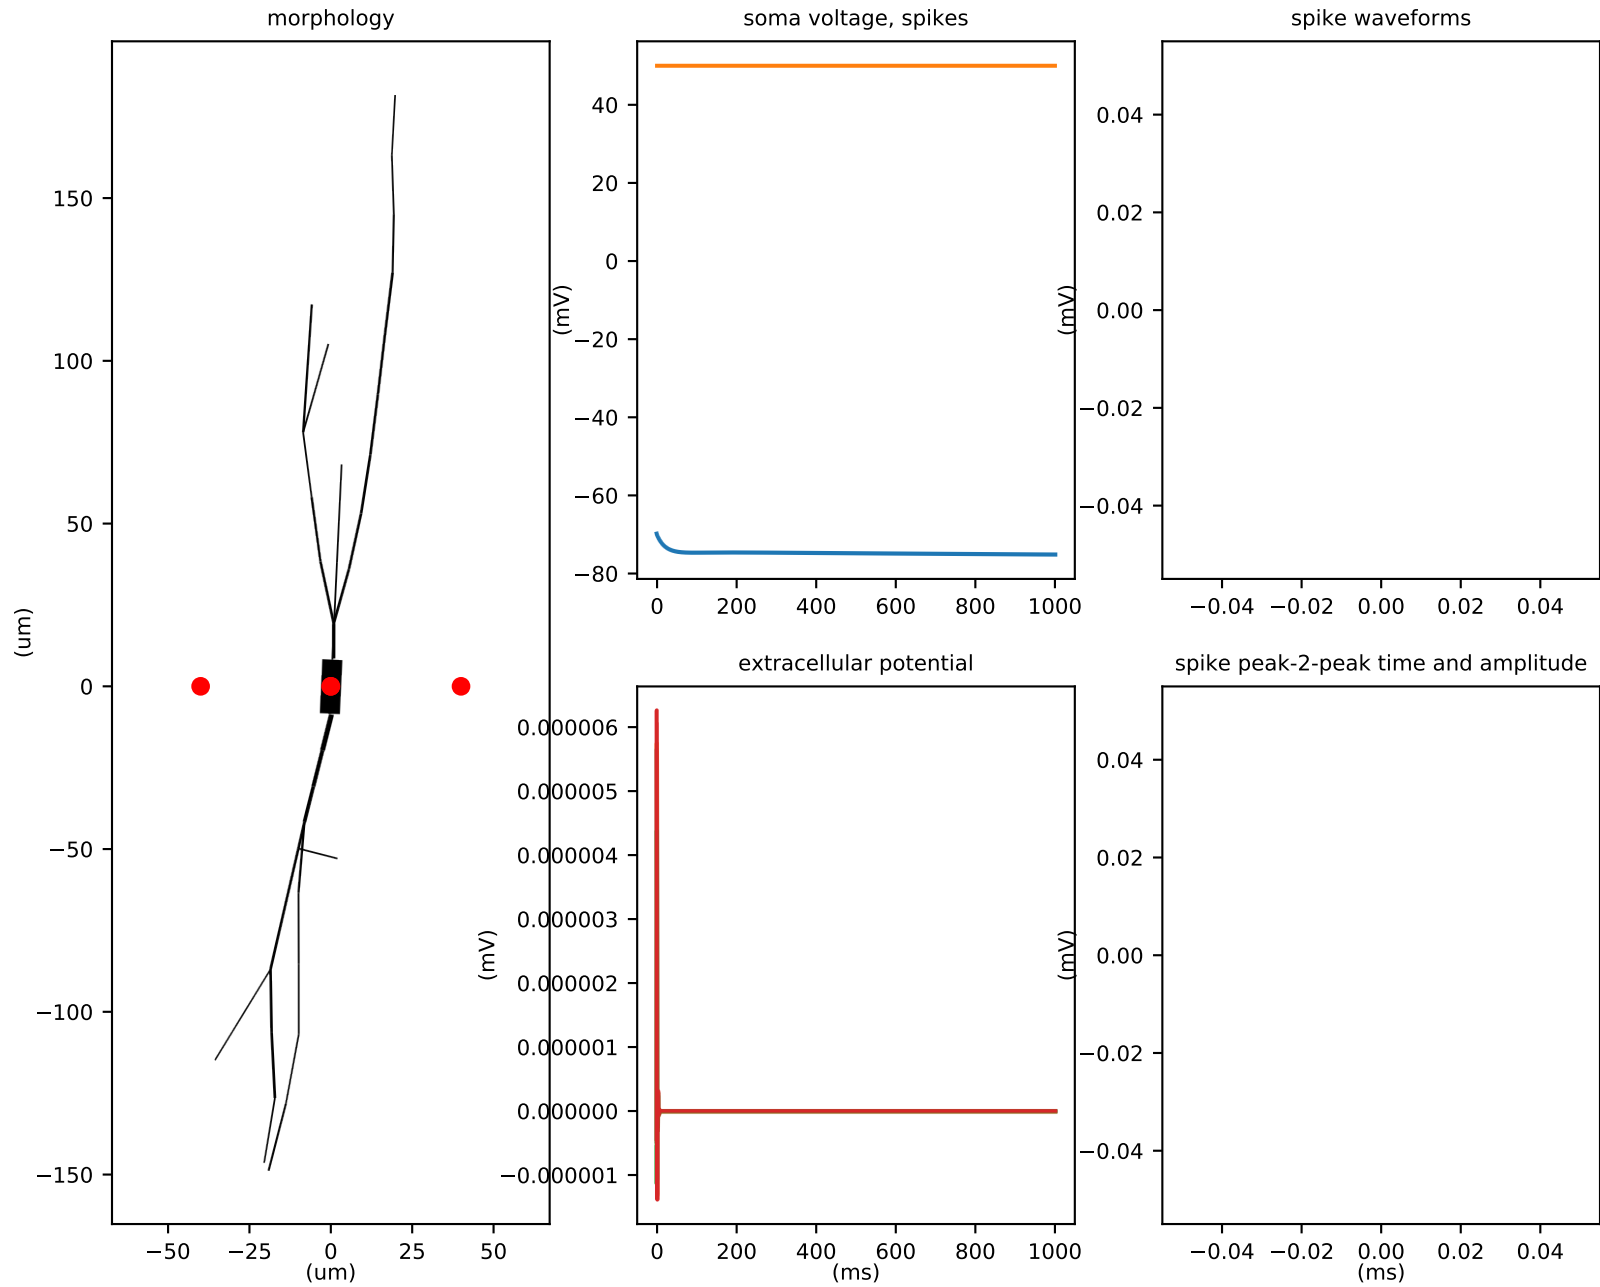 morphology
150
100
50
0
−50
−100
−150
(um)
−50 −25 0 25 50
(um)
soma voltage, spikes
40
20
0
−20
−40
−60
−80
(mV)
0 200 400 600 800 1000
spike waveforms
0.04
0.02
0.00
−0.02
−0.04
(mV)
−0.04 −0.02 0.00 0.02 0.04
extracellular potential
0.000006
0.000005
0.000004
0.000003
0.000002
0.000001
0.000000
−0.000001
(mV)
0 200 400 600 800 1000
(ms)
spike peak-2-peak time and amplitude
0.04
0.02
0.00
−0.02
−0.04
(mV)
−0.04 −0.02 0.00 0.02 0.04
(ms)